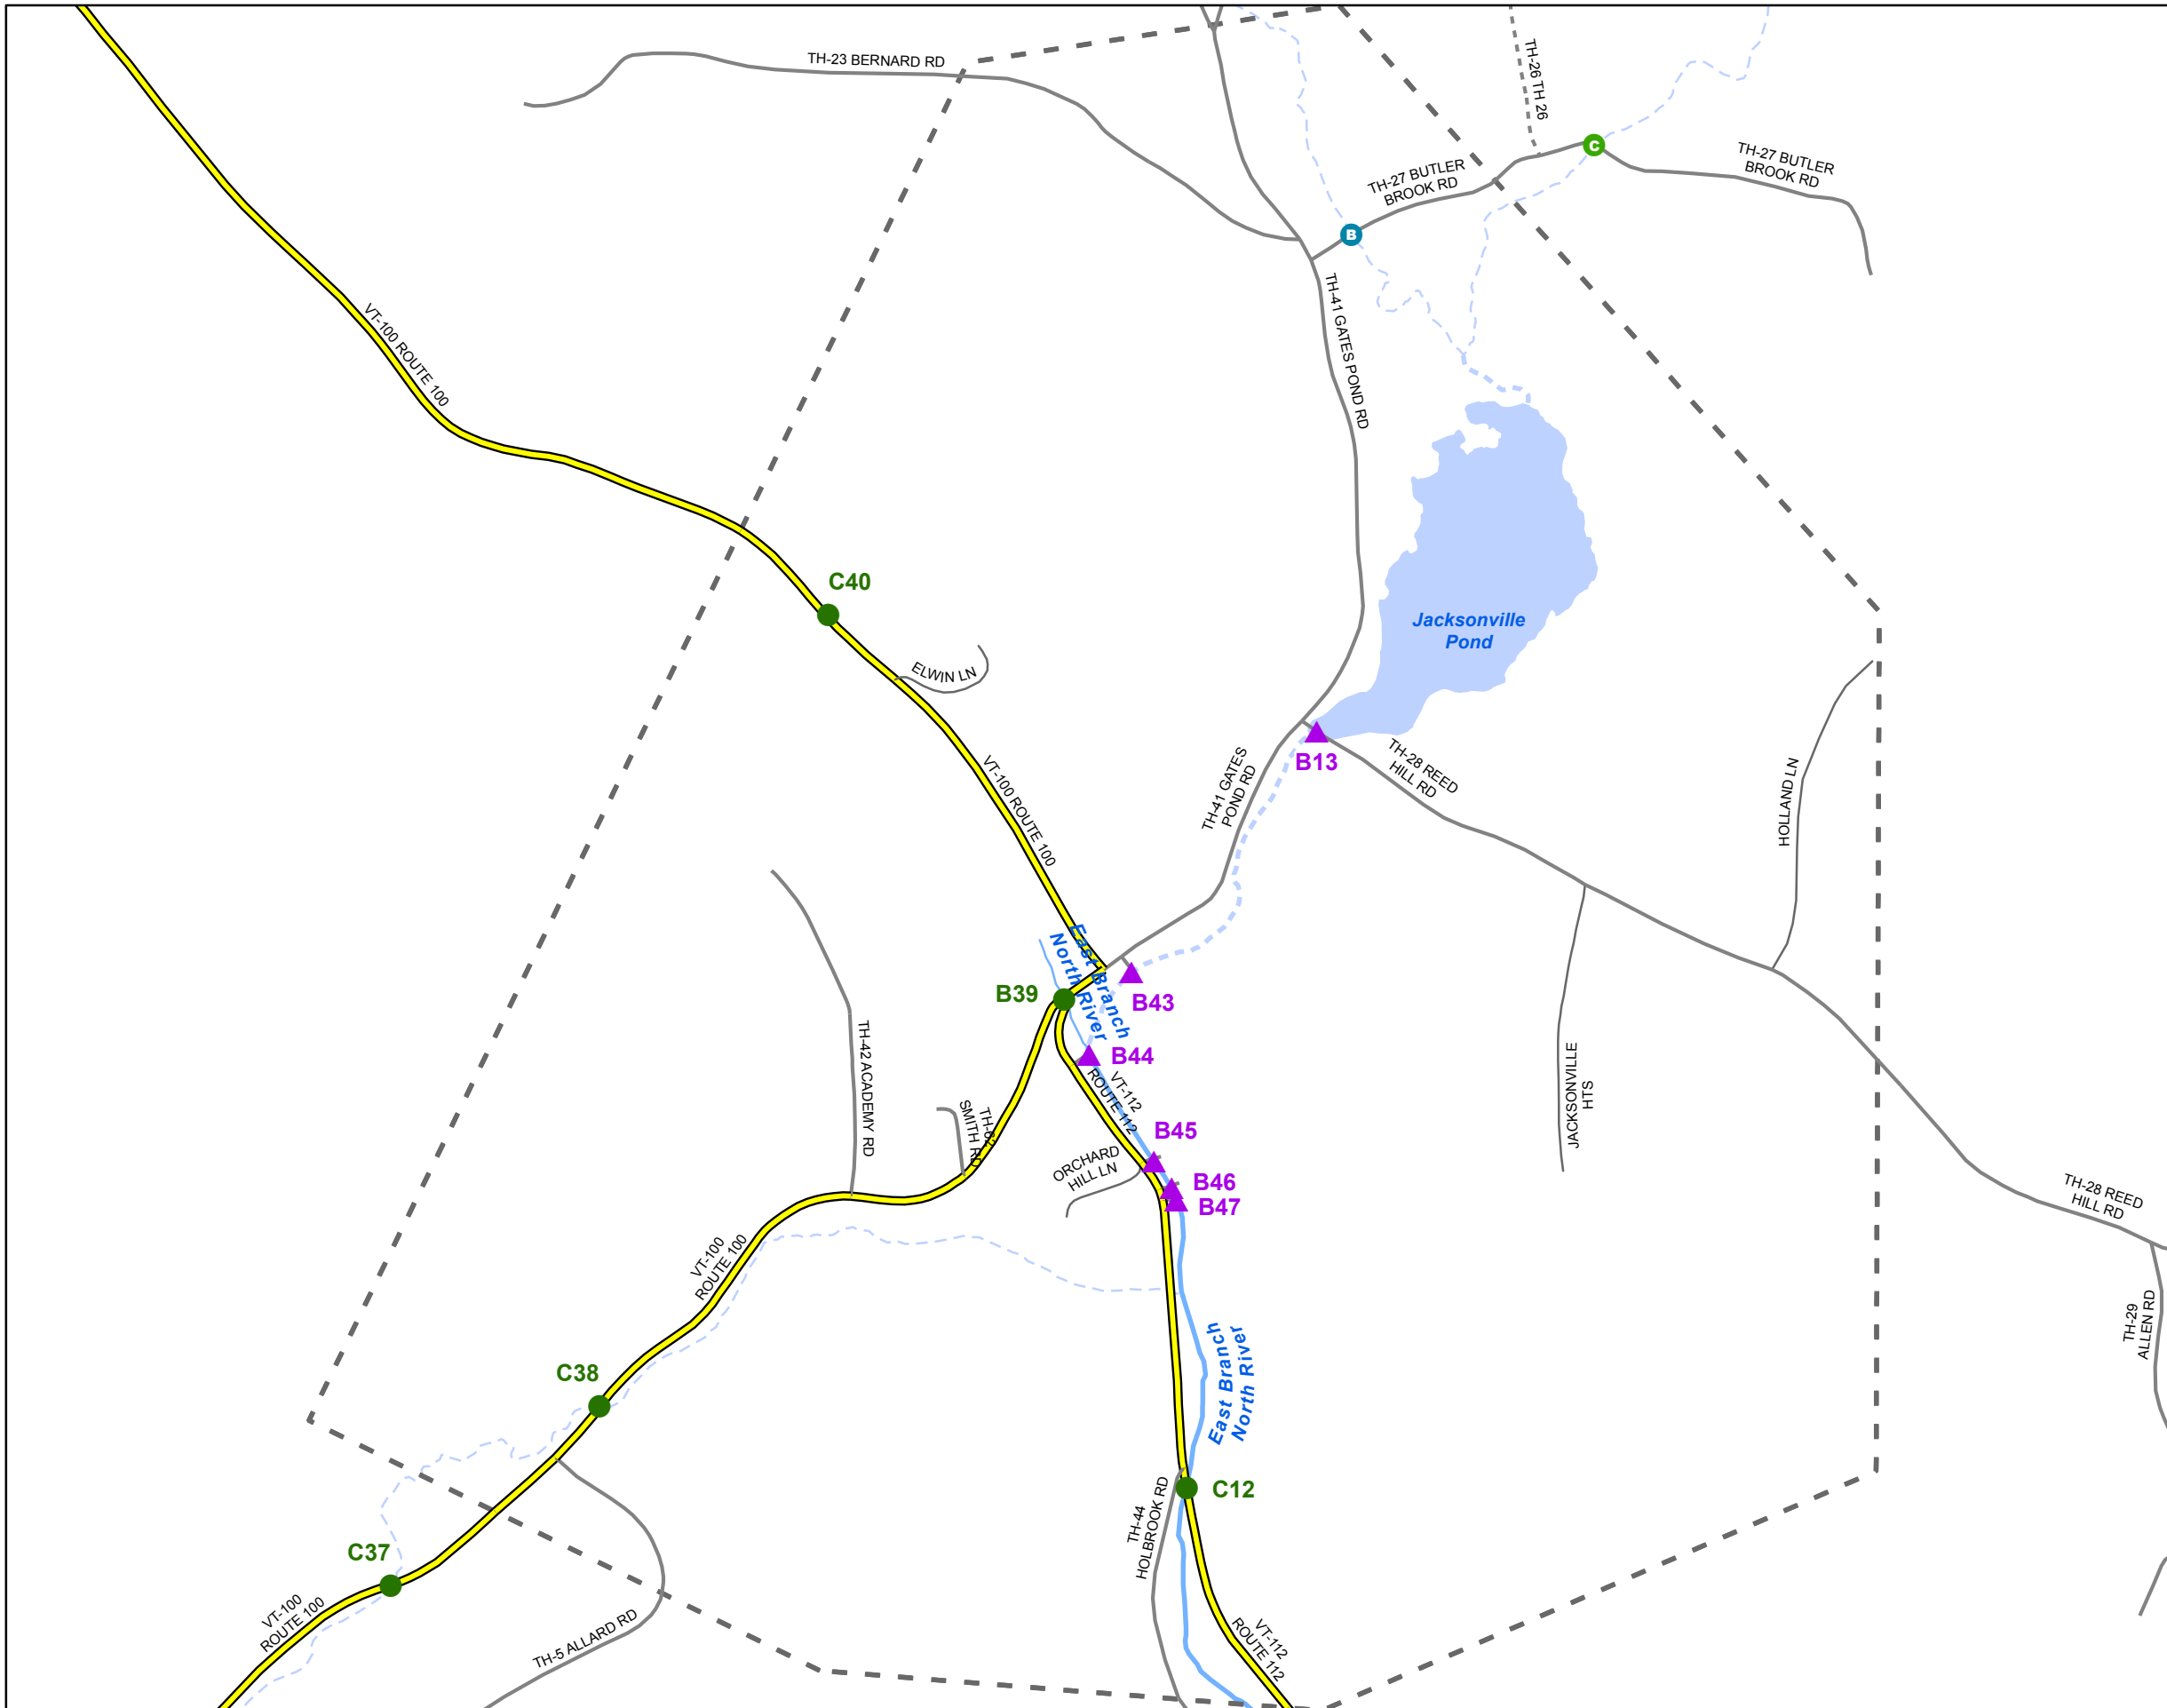 TH-23 BERNARD RD
TH-26 TH 26
C
TH-27 BUTLER
BROOK RD
TH-27 BUTLER
BROOK RD
B
TH-41 GATES POND RD
VT-100 ROUTE 100
C40
Jacksonville
Pond
ELWIN LN
B13
TH-28 REED
HILL RD
TH-41 GATES
POND RD
VT-100 ROUTE 100
HOLLAND LN
East Branch
North River
B39
B43
B44
TH-42 ACADEMY RD
VT-112
ROUTE 112
SMITH RD
JACKSONVILLE
HTS
B45
ORCHARD
HILL LN
B46
B47
TH-28 REED
HILL RD
VT-100
ROUTE 100
TH-29
ALLEN RD
East Branch
North River
C38
C12
TH-44
HOLBROOK RD
C37
VT-100
ROUTE 100
TH-5 ALLARD RD
VT-112
ROUTE 112